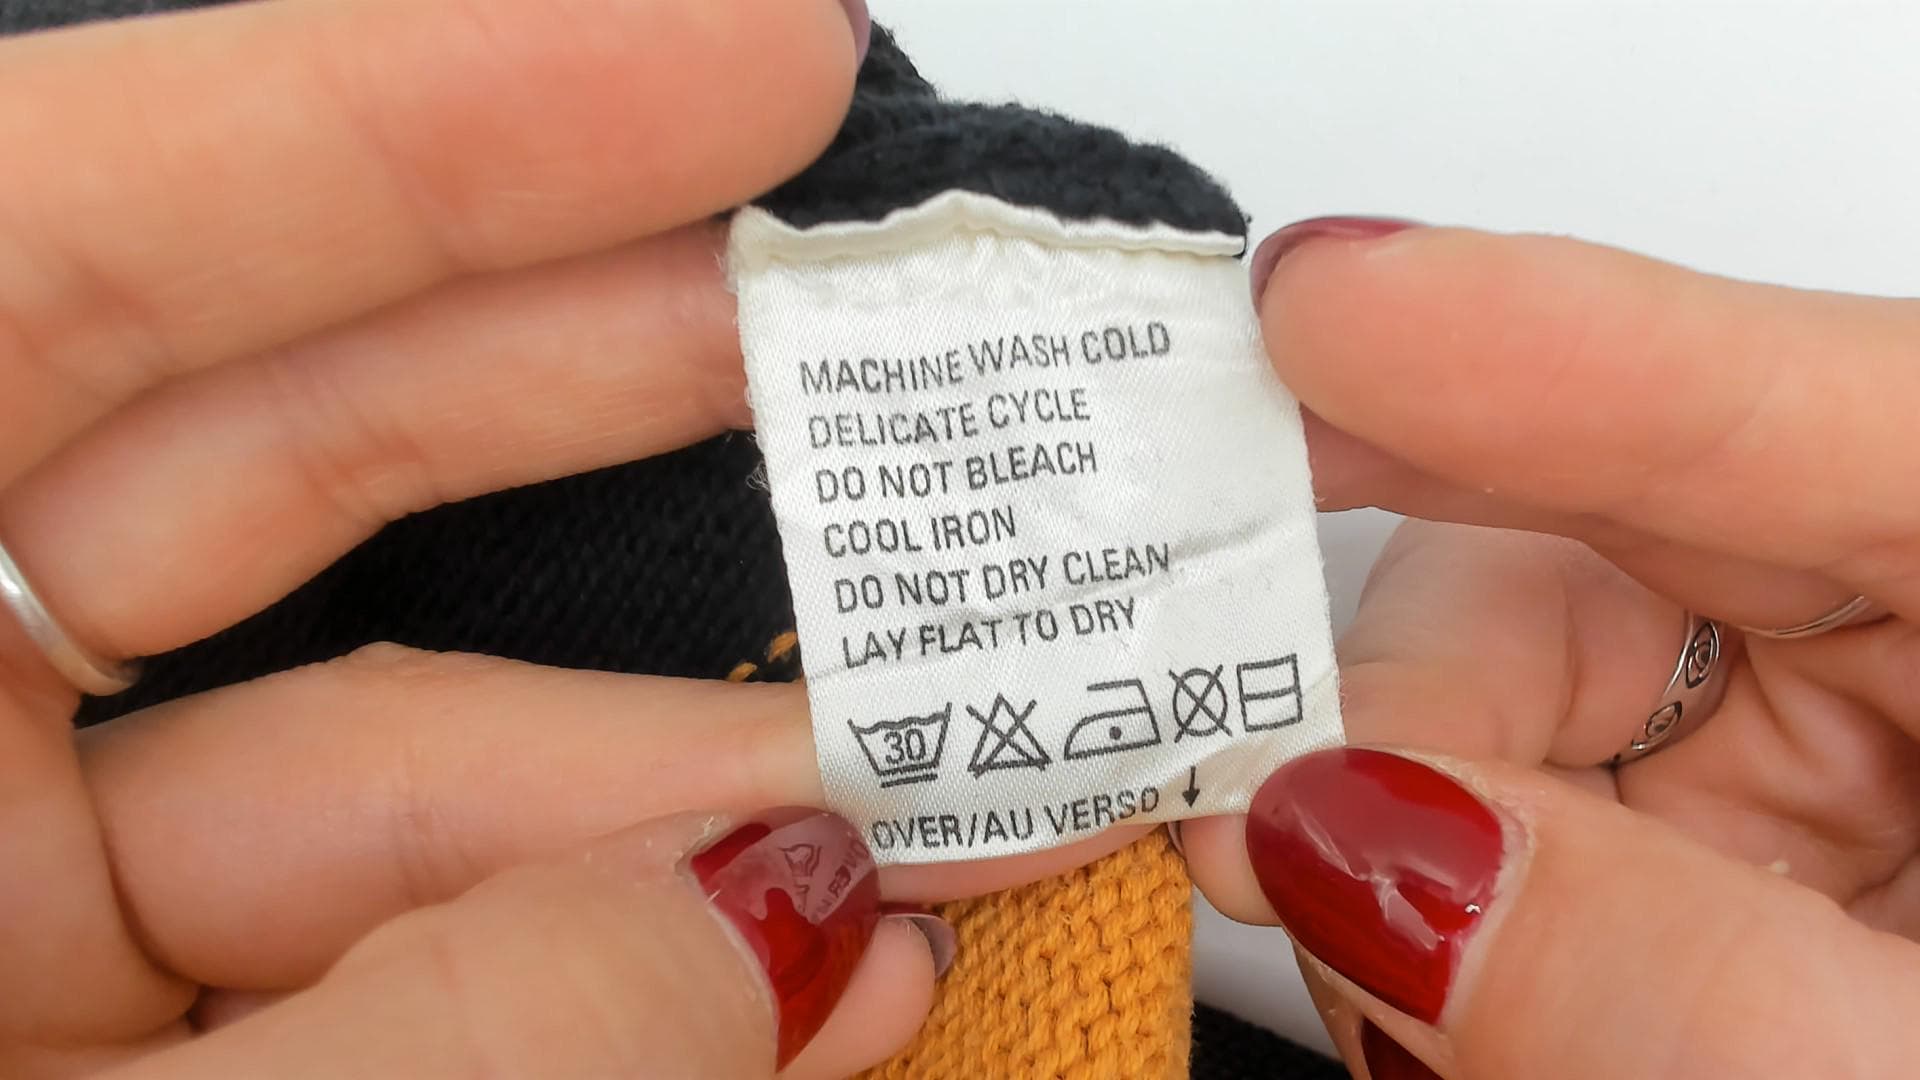 MACHINE WASH COLD
DELICATE CYCLE
DO NOT BLEACH
COOL IRON
DO NOT DRY CLEAN
LAY FLAT TO DRY
30
OVER/AU VERSO ↓